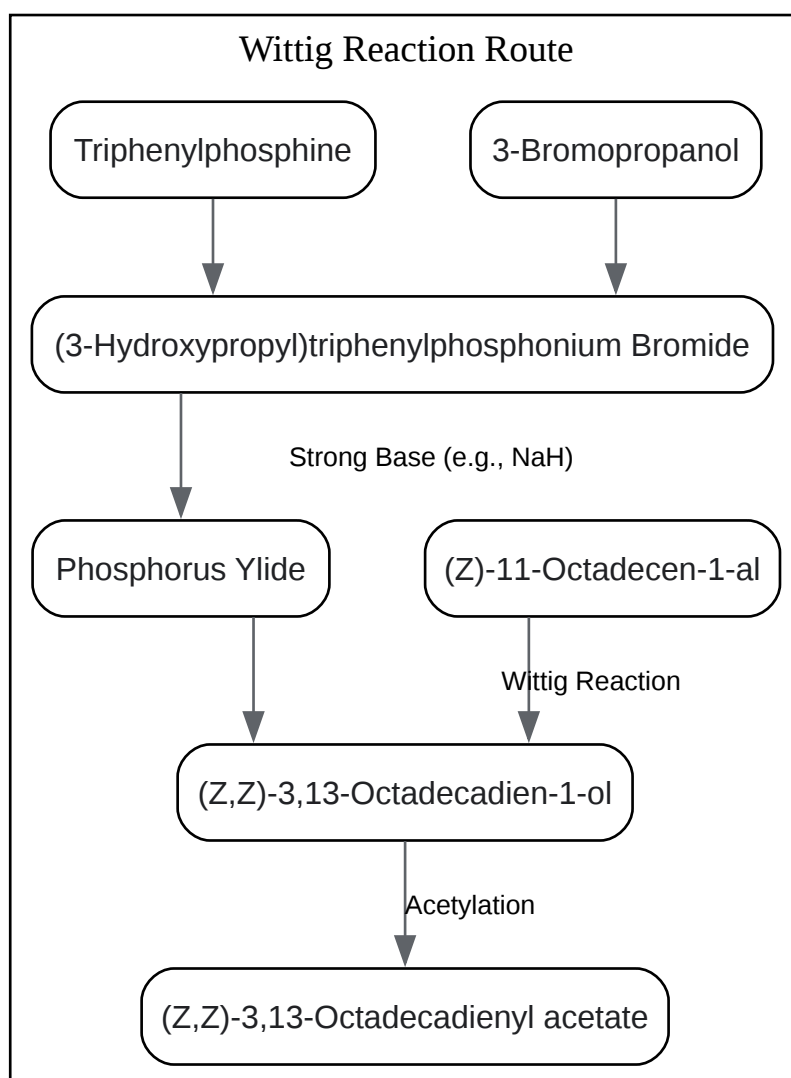 Wittig Reaction Route
Triphenylphosphine
3-Bromopropanol
(3-Hydroxypropyl)triphenylphosphonium Bromide
Strong Base (e.g., NaH)
Phosphorus Ylide
(Z)-11-Octadecen-1-al
Wittig Reaction
(Z,Z)-3,13-Octadecadien-1-ol
Acetylation
(Z,Z)-3,13-Octadecadienyl acetate